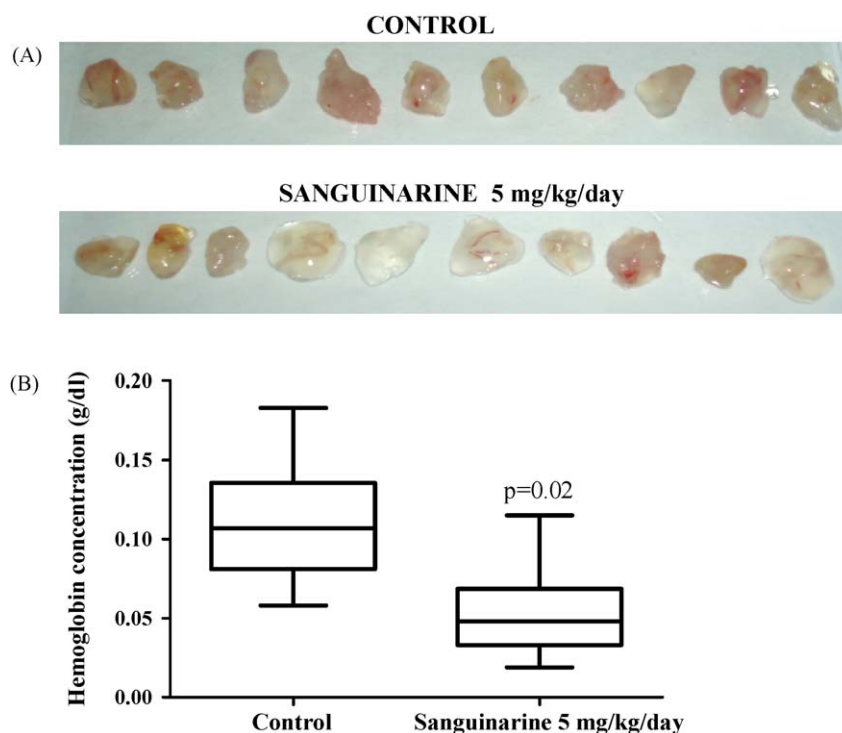 CONTROL
(A)
SANGUINARINE 5 mg/kg/day
(B)
Hemoglobin concentration (g/dl)
0.20
0.15
0.10
0.05
0.00
p=0.02
Control
Sanguinarine 5 mg/kg/day